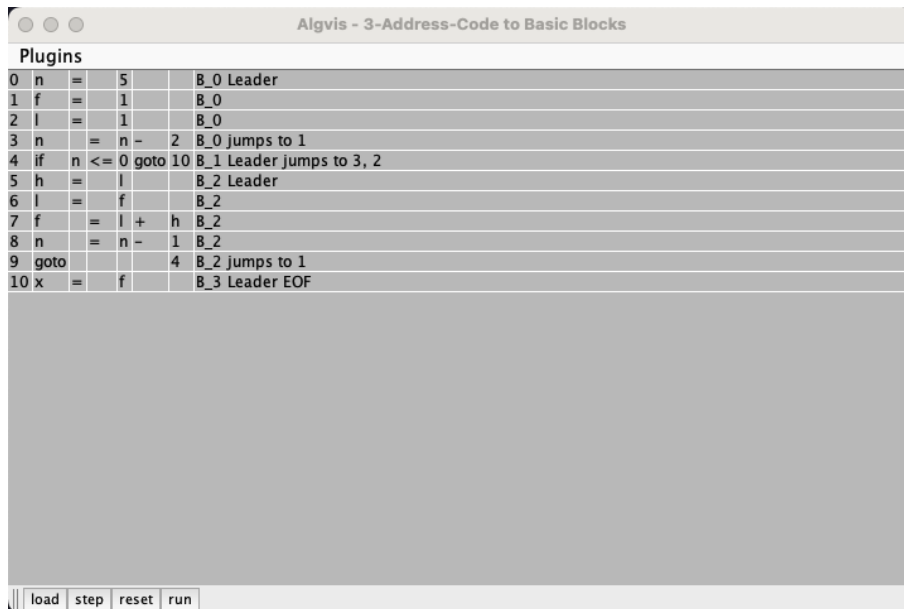 Algvis - 3-Address-Code to Basic Blocks
Plugins
0 n = 5 B_0 Leader
1 f = 1 B_0
2 l = 1 B_0
3 n = n - 2 B_0 jumps to 1
4 if n <= 0 goto 10 B_1 Leader jumps to 3, 2
5 h = l B_2 Leader
6 l = f B_2
7 f = l + h B_2
8 n = n - 1 B_2
9 goto 4 B_2 jumps to 1
10 x = f B_3 Leader EOF
load step reset run